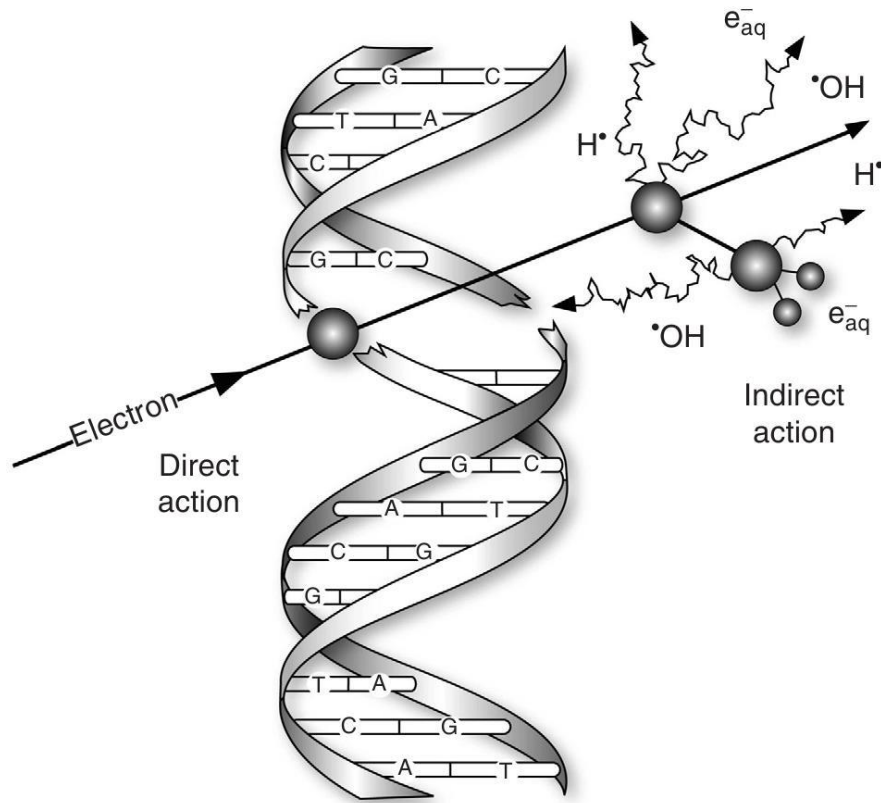 e⁻aq
G C
•OH
T A
H•
C
H•
G C
e⁻aq
•OH
Electron
Indirect
action
Direct
action
G C
A T
C G
G
T A
C G
A T